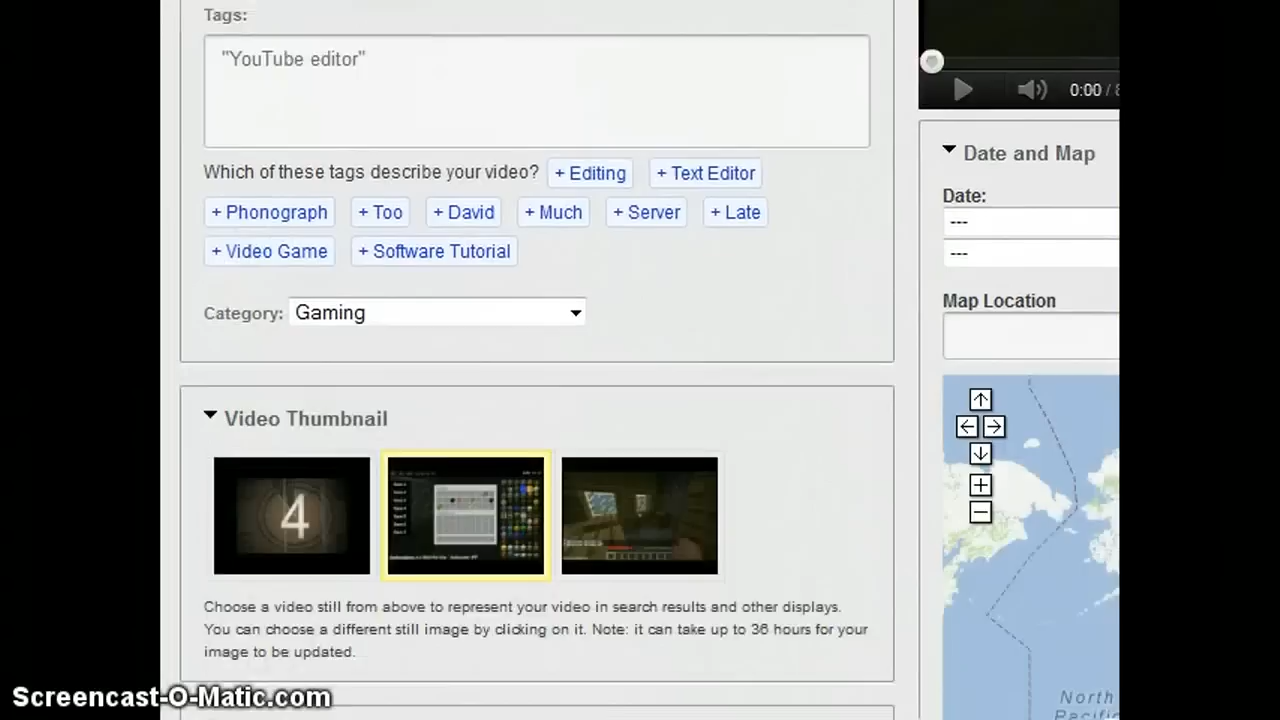 Tags:
"YouTube editor"
Which of these tags describe your video? + Editing + Text Editor
+ Phonograph + Too + David + Much + Server + Late
+ Video Game + Software Tutorial
Category: Gaming
Video Thumbnail
4
Choose a video still from above to represent your video in search results and other displays.
You can choose a different still image by clicking on it. Note: it can take up to 36 hours for your
image to be updated.
0:00 /
Date and Map
Date:
---
---
Map Location
North
Pacific
Screencast-O-Matic.com